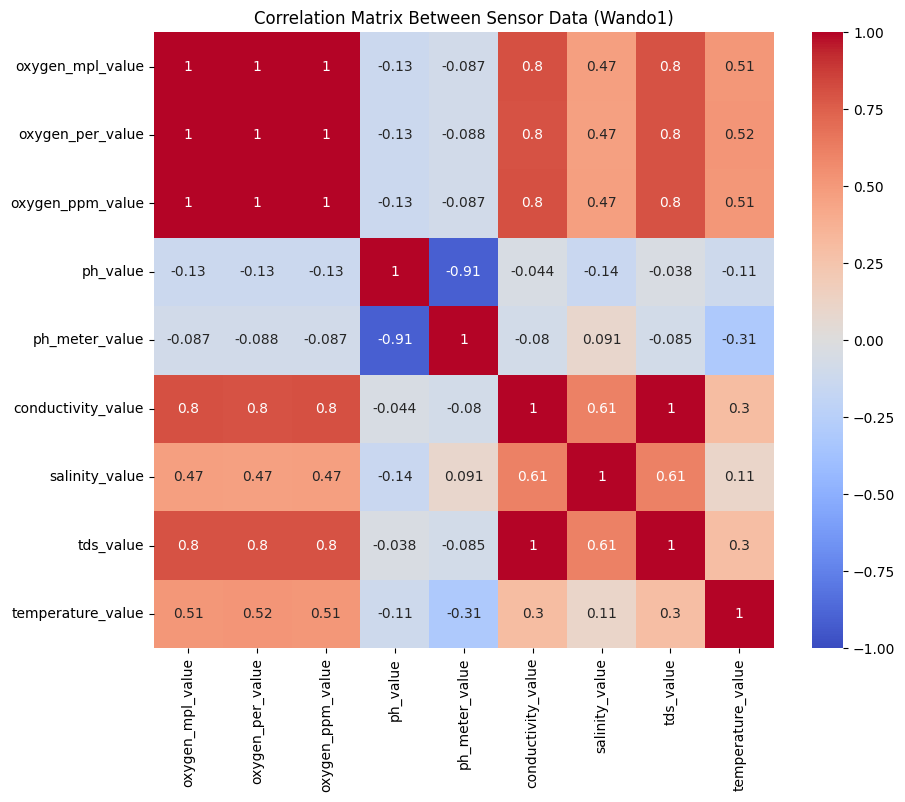 Correlation Matrix Between Sensor Data (Wando1)
oxygen_mpl_value 1 1 1 -0.13 -0.087 0.8 0.47 0.8 0.51
oxygen_per_value 1 1 1 -0.13 -0.088 0.8 0.47 0.8 0.52
oxygen_ppm_value 1 1 1 -0.13 -0.087 0.8 0.47 0.8 0.51
ph_value -0.13 -0.13 -0.13 1 -0.91 -0.044 -0.14 -0.038 -0.11
ph_meter_value -0.087 -0.088 -0.087 -0.91 1 -0.08 0.091 -0.085 -0.31
conductivity_value 0.8 0.8 0.8 -0.044 -0.08 1 0.61 1 0.3
salinity_value 0.47 0.47 0.47 -0.14 0.091 0.61 1 0.61 0.11
tds_value 0.8 0.8 0.8 -0.038 -0.085 1 0.61 1 0.3
temperature_value 0.51 0.52 0.51 -0.11 -0.31 0.3 0.11 0.3 1
oxygen_mpl_value
oxygen_per_value
oxygen_ppm_value
ph_value
ph_meter_value
conductivity_value
salinity_value
tds_value
temperature_value
1.00
0.75
0.50
0.25
0.00
−0.25
−0.50
−0.75
−1.00